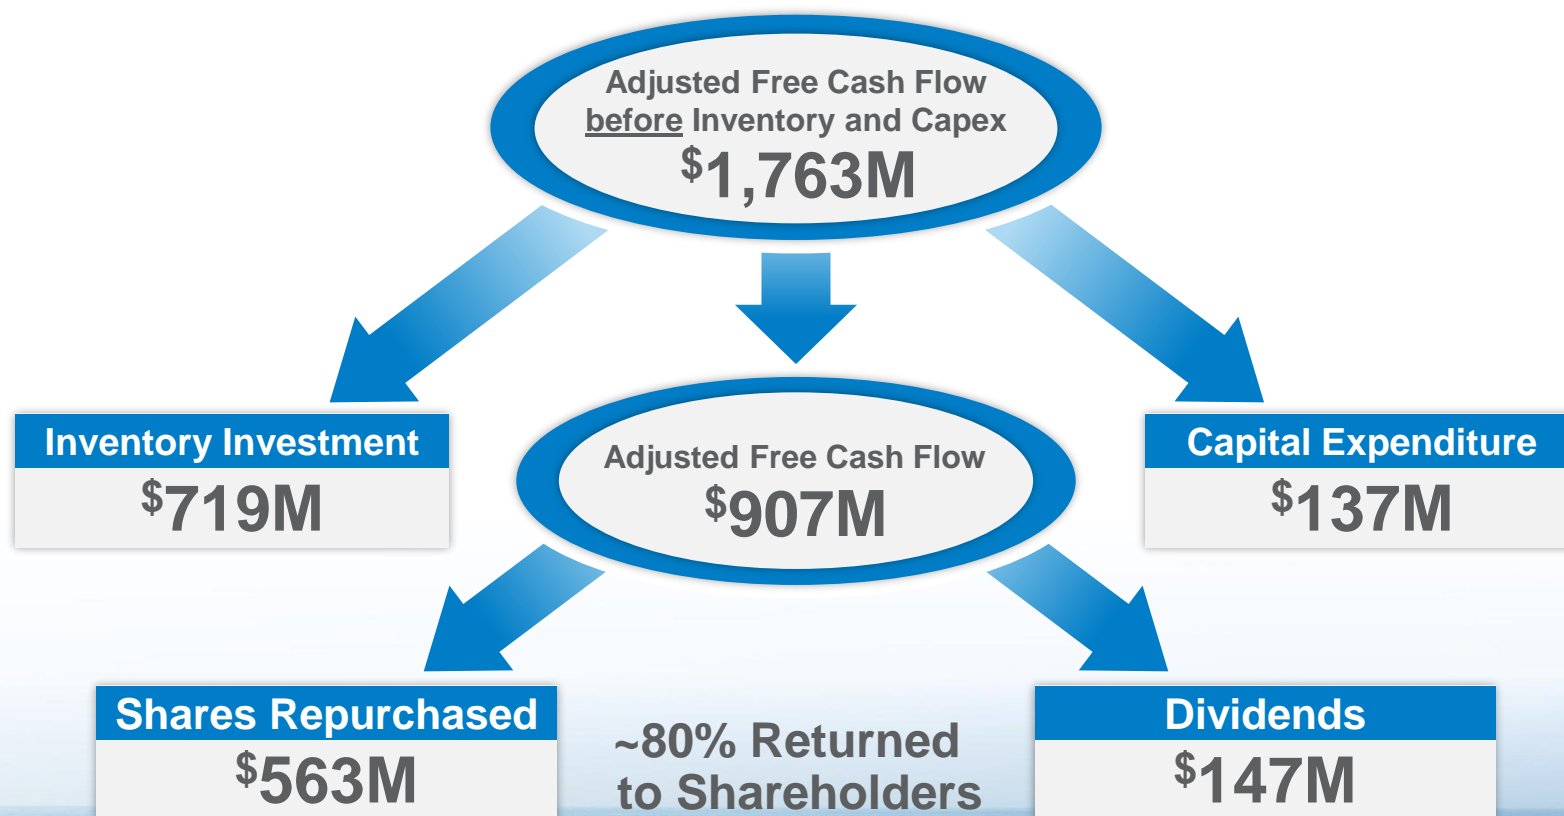 Adjusted Free Cash Flow
before Inventory and Capex
$1,763M
Inventory Investment
$719M
Adjusted Free Cash Flow
$907M
Capital Expenditure
$137M
Shares Repurchased
$563M
~80% Returned
to Shareholders
Dividends
$147M